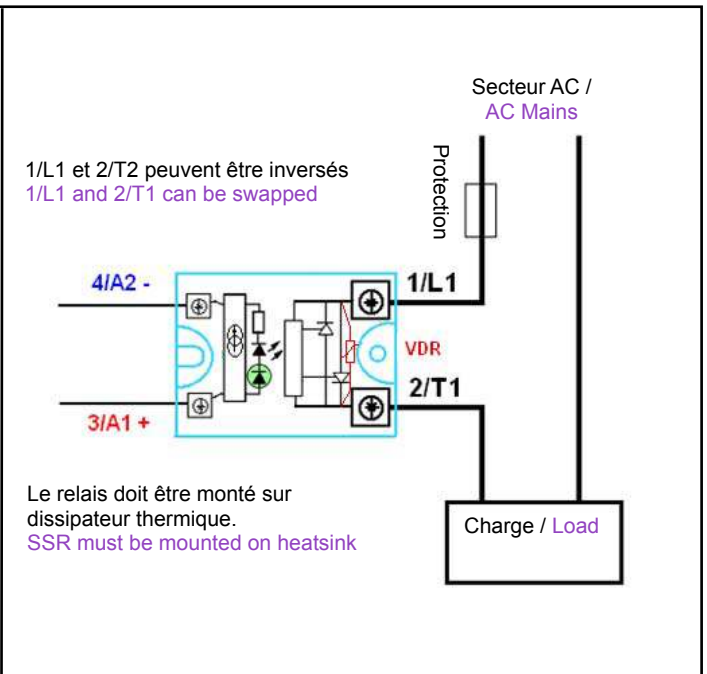 Secteur AC /
AC Mains
Protection
1/L1 et 2/T2 peuvent être inversés
1/L1 and 2/T1 can be swapped
4/A2 -
1/L1
VDR
2/T1
3/A1 +
Le relais doit être monté sur
dissipateur thermique.
SSR must be mounted on heatsink
Charge / Load